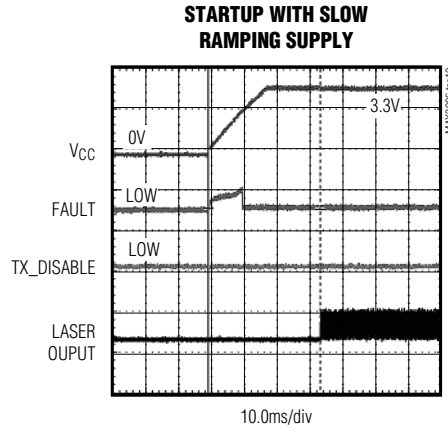 STARTUP WITH SLOW
RAMPING SUPPLY
3.3V
0V
VCC
LOW
FAULT
LOW
TX_DISABLE
LASER
OUPUT
10.0ms/div